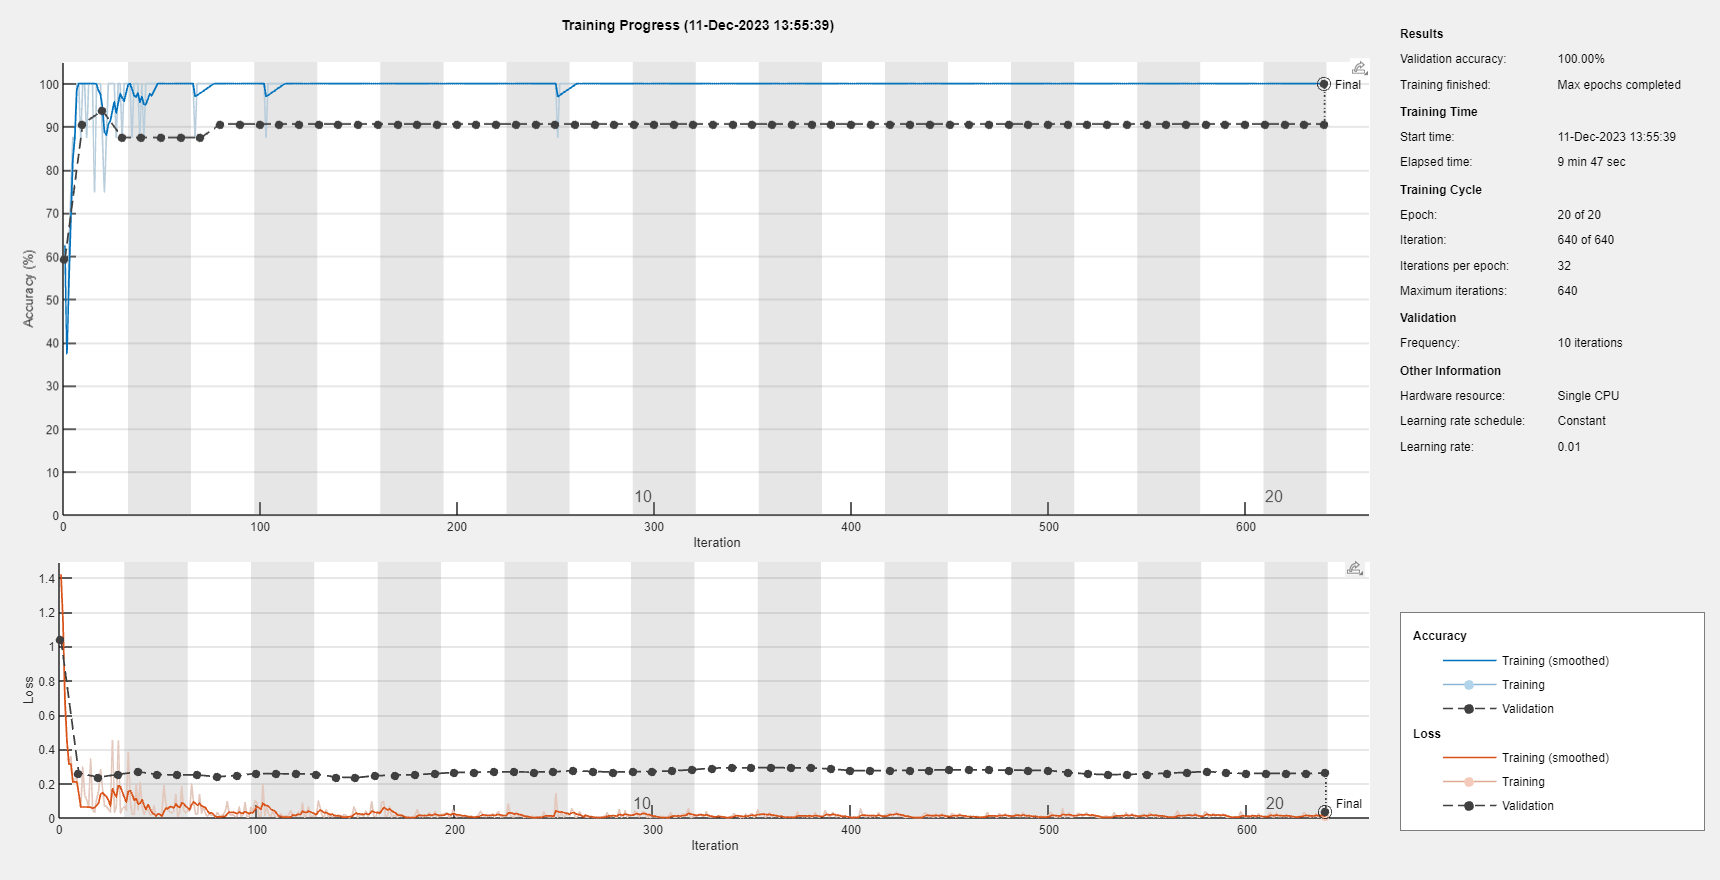 Training Progress (11-Dec-2023 13:55:39)
100
90
80
70
60
50
40
30
20
10
0
Accuracy (%)
Final
10
20
0
100
200
300
400
500
600
Iteration
1.4
1.2
1
0.8
0.6
0.4
0.2
0
Loss
Final
10
20
0
100
200
300
400
500
600
Iteration
Results
Validation accuracy: 100.00%
Training finished: Max epochs completed
Training Time
Start time: 11-Dec-2023 13:55:39
Elapsed time: 9 min 47 sec
Training Cycle
Epoch: 20 of 20
Iteration: 640 of 640
Iterations per epoch: 32
Maximum iterations: 640
Validation
Frequency: 10 iterations
Other Information
Hardware resource: Single CPU
Learning rate schedule: Constant
Learning rate: 0.01
Accuracy
Training (smoothed)
Training
Validation
Loss
Training (smoothed)
Training
Validation